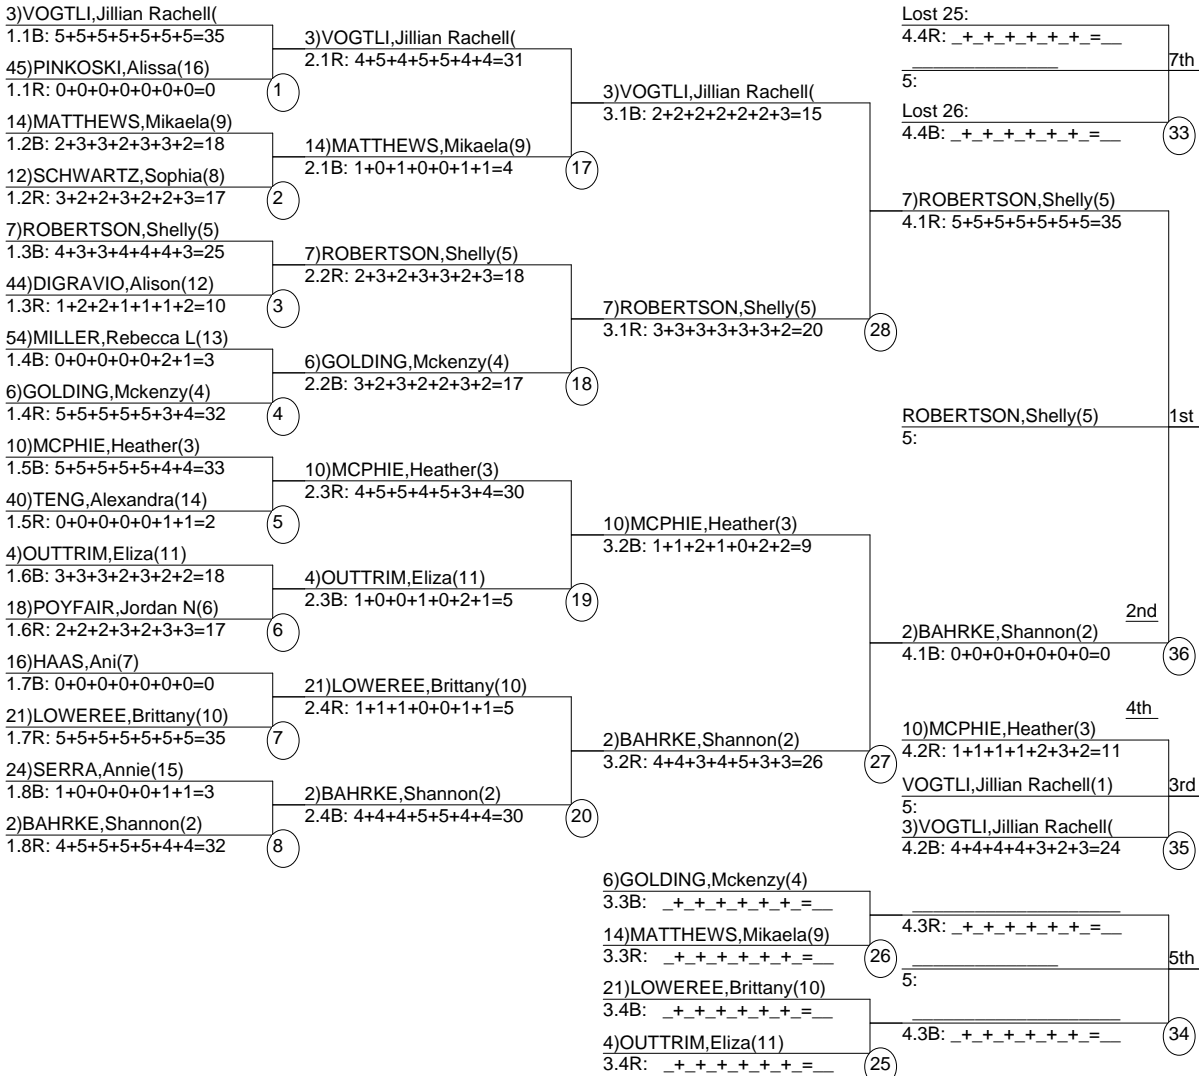 3)VOGTLI,Jillian Rachell(
1.1B: 5+5+5+5+5+5+5=35
45)PINKOSKI,Alissa(16)
1.1R: 0+0+0+0+0+0+0=0
1
14)MATTHEWS,Mikaela(9)
1.2B: 2+3+3+2+3+3+2=18
12)SCHWARTZ,Sophia(8)
1.2R: 3+2+2+3+2+2+3=17
2
7)ROBERTSON,Shelly(5)
1.3B: 4+3+3+4+4+4+3=25
44)DIGRAVIO,Alison(12)
1.3R: 1+2+2+1+1+1+2=10
3
54)MILLER,Rebecca L(13)
1.4B: 0+0+0+0+0+2+1=3
6)GOLDING,Mckenzy(4)
1.4R: 5+5+5+5+5+3+4=32
4
10)MCPHIE,Heather(3)
1.5B: 5+5+5+5+5+4+4=33
40)TENG,Alexandra(14)
1.5R: 0+0+0+0+0+1+1=2
5
4)OUTTRIM,Eliza(11)
1.6B: 3+3+3+2+3+2+2=18
18)POYFAIR,Jordan N(6)
1.6R: 2+2+2+3+2+3+3=17
6
16)HAAS,Ani(7)
1.7B: 0+0+0+0+0+0+0=0
21)LOWEREE,Brittany(10)
1.7R: 5+5+5+5+5+5+5=35
7
24)SERRA,Annie(15)
1.8B: 1+0+0+0+0+1+1=3
2)BAHRKE,Shannon(2)
1.8R: 4+5+5+5+5+4+4=32
8
3)VOGTLI,Jillian Rachell(
2.1R: 4+5+4+5+5+4+4=31
14)MATTHEWS,Mikaela(9)
2.1B: 1+0+1+0+0+1+1=4
17
7)ROBERTSON,Shelly(5)
2.2R: 2+3+2+3+3+2+3=18
6)GOLDING,Mckenzy(4)
2.2B: 3+2+3+2+2+3+2=17
18
10)MCPHIE,Heather(3)
2.3R: 4+5+5+4+5+3+4=30
4)OUTTRIM,Eliza(11)
2.3B: 1+0+0+1+0+2+1=5
19
21)LOWEREE,Brittany(10)
2.4R: 1+1+1+0+0+1+1=5
2)BAHRKE,Shannon(2)
2.4B: 4+4+4+5+5+4+4=30
20
3)VOGTLI,Jillian Rachell(
3.1B: 2+2+2+2+2+2+3=15
7)ROBERTSON,Shelly(5)
3.1R: 3+3+3+3+3+3+2=20
28
10)MCPHIE,Heather(3)
3.2B: 1+1+2+1+0+2+2=9
2)BAHRKE,Shannon(2)
3.2R: 4+4+3+4+5+3+3=26
27
6)GOLDING,Mckenzy(4)
3.3B: _+_+_+_+_+_+_=__
14)MATTHEWS,Mikaela(9)
3.3R: _+_+_+_+_+_+_=__
26
21)LOWEREE,Brittany(10)
3.4B: _+_+_+_+_+_+_=__
4)OUTTRIM,Eliza(11)
3.4R: _+_+_+_+_+_+_=__
25
Lost 25:
4.4R: _+_+_+_+_+_+_=__
7th
5:
Lost 26:
4.4B: _+_+_+_+_+_+_=__
33
7)ROBERTSON,Shelly(5)
4.1R: 5+5+5+5+5+5+5=35
ROBERTSON,Shelly(5)
1st
5:
2nd
2)BAHRKE,Shannon(2)
4.1B: 0+0+0+0+0+0+0=0
36
4th
10)MCPHIE,Heather(3)
4.2R: 1+1+1+1+2+3+2=11
VOGTLI,Jillian Rachell(1)
3rd
5:
3)VOGTLI,Jillian Rachell(
4.2B: 4+4+4+4+3+2+3=24
35
4.3R: _+_+_+_+_+_+_=__
5th
5:
4.3B: _+_+_+_+_+_+_=__
34